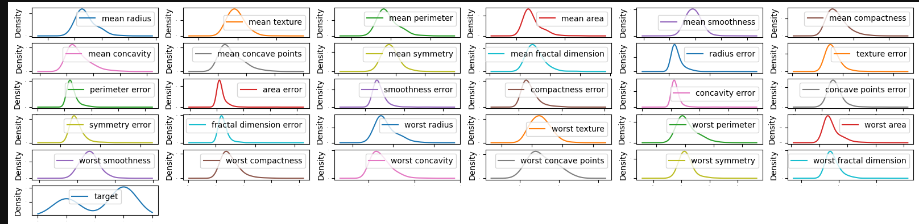 Density mean radius Density mean texture Density mean perimeter Density mean area Density mean smoothness Density mean compactness
Density mean concavity Density mean concave points Density mean symmetry Density mean fractal dimension Density radius error Density texture error
Density perimeter error Density area error Density smoothness error Density compactness error Density concavity error Density concave points error
Density symmetry error Density fractal dimension error Density worst radius Density worst texture Density worst perimeter Density worst area
Density worst smoothness Density worst compactness Density worst concavity Density worst concave points Density worst symmetry Density worst fractal dimension
Density target